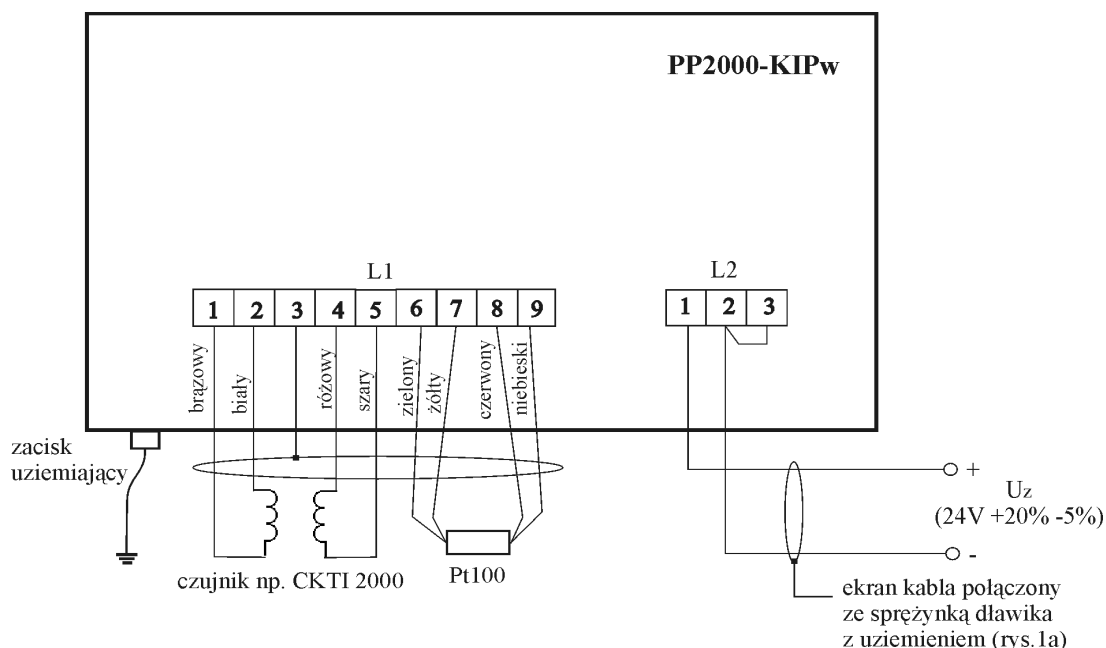 PP2000-KIPw
L1
L2
1 2 3 4 5 6 7 8 9
1 2 3
brązowy
biały
różowy
szary
zielony
żółty
czerwony
niebieski
zacisk
uziemiający
+
Uz
(24V +20% -5%)
-
czujnik np. CKTI 2000
Pt100
ekran kabla połączony
ze sprężynką dławika
z uziemieniem (rys.1a)